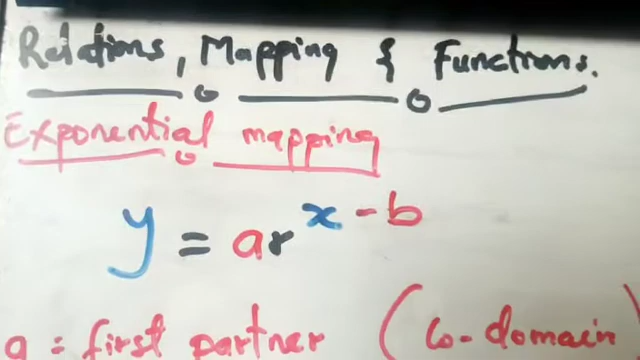 Relations, Mapping & Functions.
Exponential mapping
y = ar^x-b
a = first partner (Co-domain)